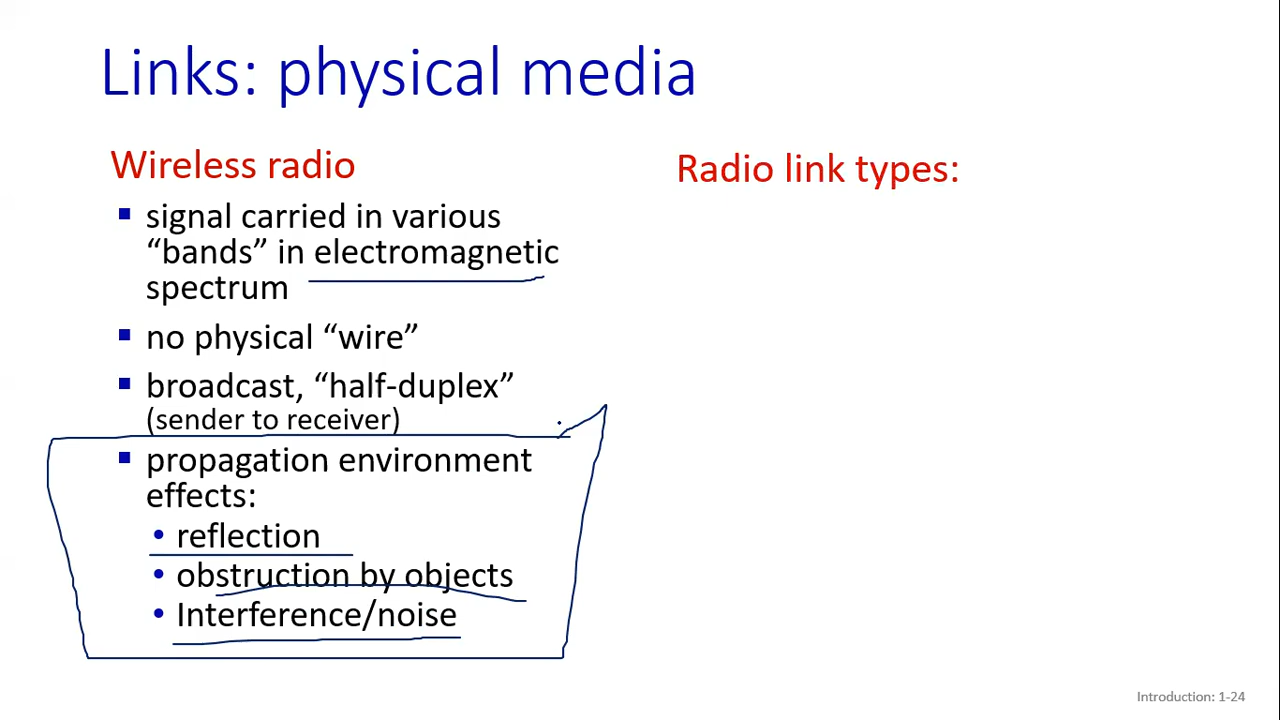 Links: physical media
Wireless radio
▪ signal carried in various
“bands” in electromagnetic
spectrum
▪ no physical “wire”
▪ broadcast, “half-duplex”
(sender to receiver)
▪ propagation environment
effects:
• reflection
• obstruction by objects
• Interference/noise
Radio link types:
Introduction: 1-24